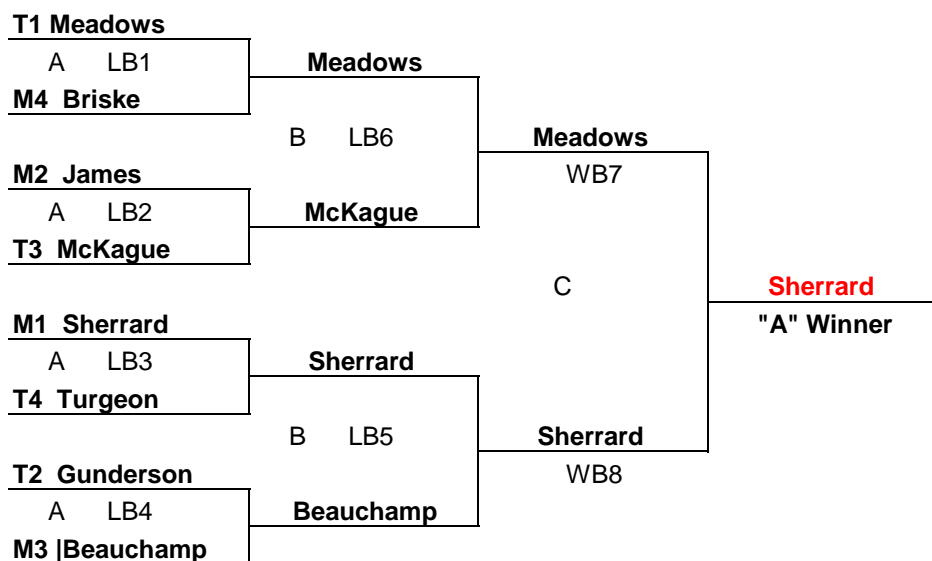 T1 Meadows
A LB1
Meadows
M4 Briske
B LB6
Meadows
M2 James
WB7
A LB2
McKague
T3 McKague
C
Sherrard
M1 Sherrard
"A" Winner
A LB3
Sherrard
T4 Turgeon
B LB5
Sherrard
T2 Gunderson
WB8
A LB4
Beauchamp
M3 |Beauchamp